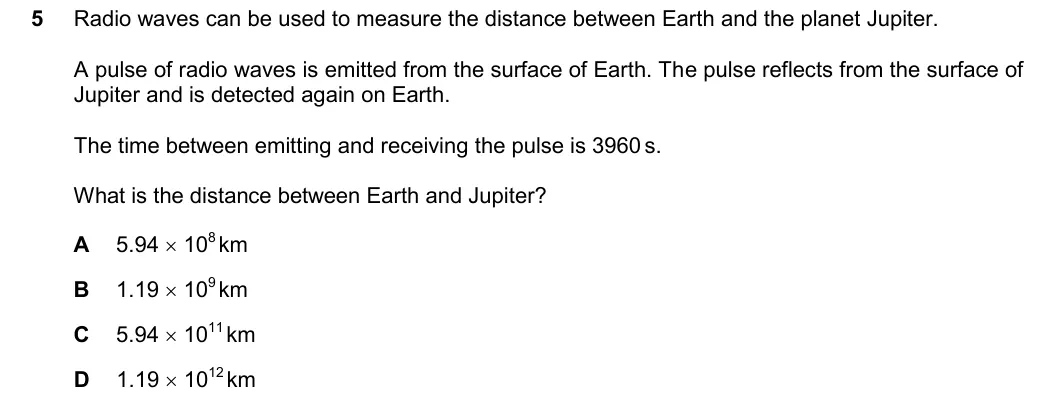 5 Radio waves can be used to measure the distance between Earth and the planet Jupiter.
A pulse of radio waves is emitted from the surface of Earth. The pulse reflects from the surface of
Jupiter and is detected again on Earth.
The time between emitting and receiving the pulse is 3960 s.
What is the distance between Earth and Jupiter?
A 5.94 × 10⁸ km
B 1.19 × 10⁹ km
C 5.94 × 10¹¹ km
D 1.19 × 10¹² km